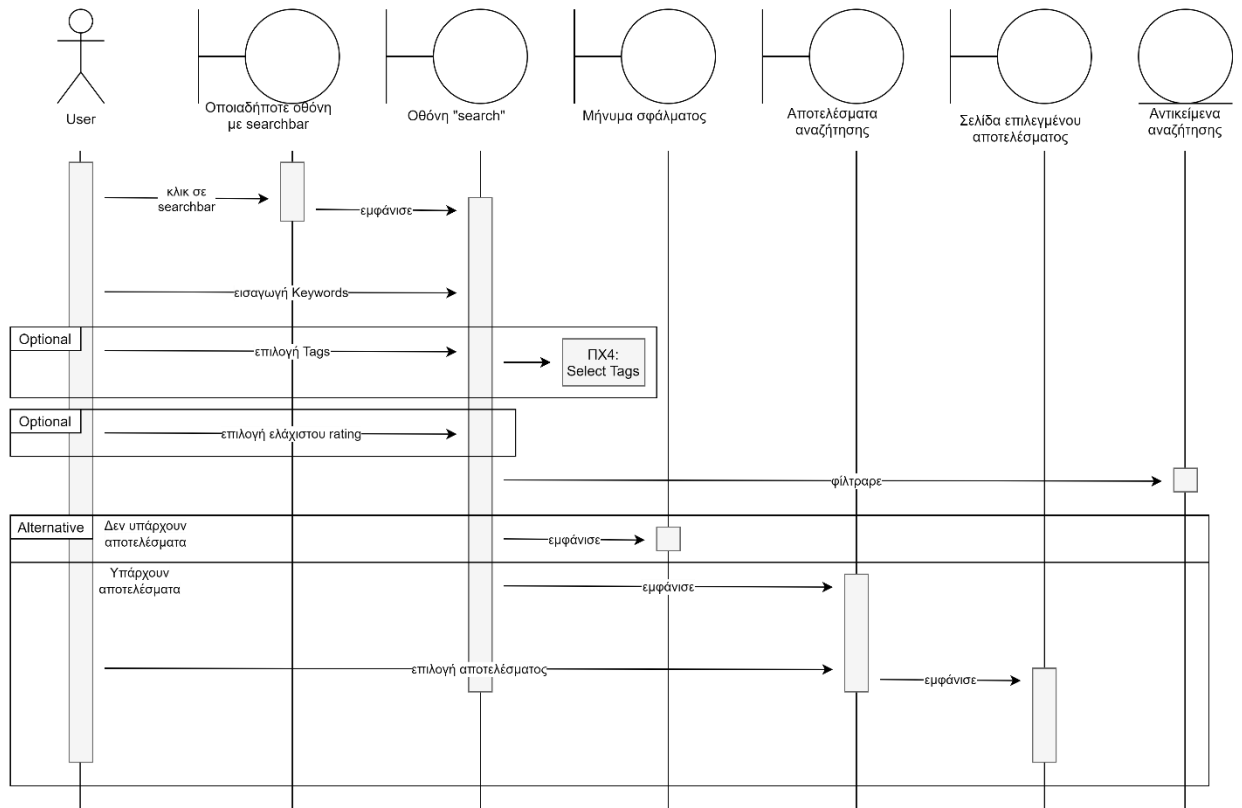 User
Οποιαδήποτε οθόνη
με searchbar
Οθόνη "search"
Μήνυμα σφάλματος
Αποτελέσματα
αναζήτησης
Σελίδα επιλεγμένου
αποτελέσματος
Αντικείμενα
αναζήτησης
κλικ σε
searchbar
εμφάνισε
εισαγωγή Keywords
Optional
επιλογή Tags
ΠΧ4:
Select Tags
Optional
επιλογή ελάχιστου rating
φίλτραρε
Alternative
Δεν υπάρχουν
αποτελέσματα
εμφάνισε
Υπάρχουν
αποτελέσματα
εμφάνισε
επιλογή αποτελέσματος
εμφάνισε